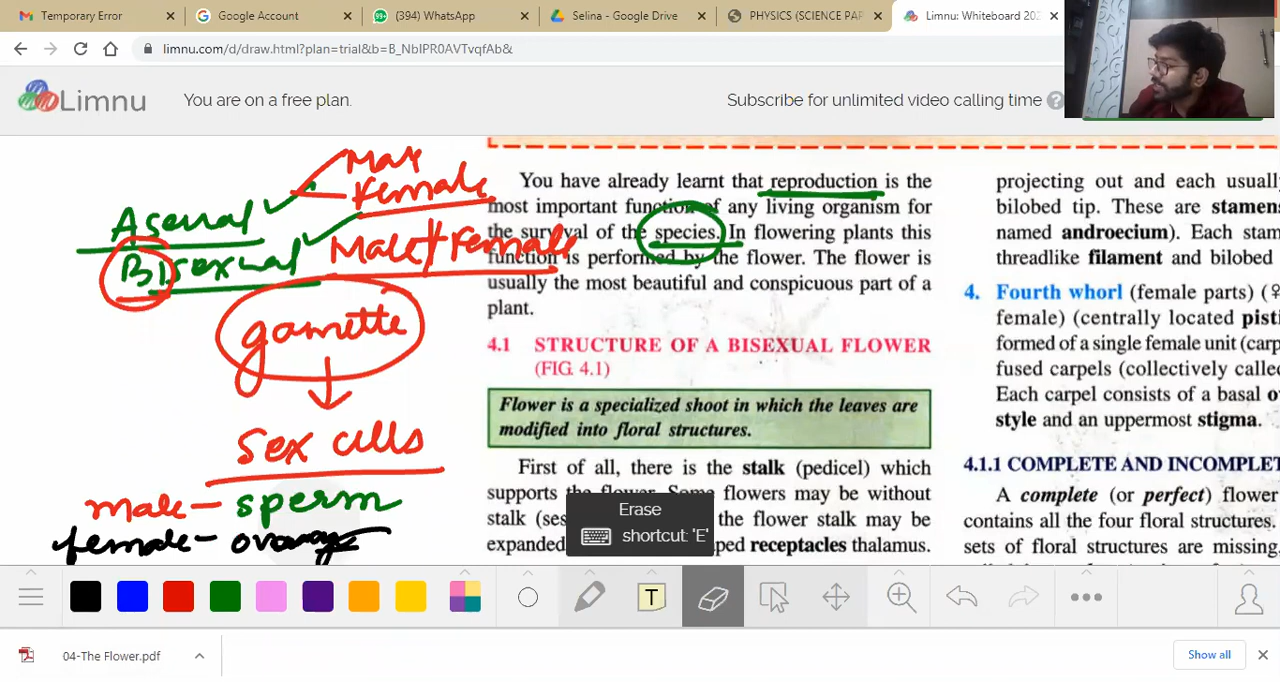 Temporary Error
Google Account
(394) WhatsApp
Selina - Google Drive
PHYSICS (SCIENCE PAP
Limnu: Whiteboard 202
limnu.com/d/draw.html?plan=trial&b=B_NbIPR0AVTvqfAb&
Limnu
You are on a free plan.
Subscribe for unlimited video calling time
Male
female
Asexual
Bisexual
Male/female
gamette
Sex cells
male - sperm
female -
You have already learnt that reproduction is the
most important function of any living organism for
the survival of the species. In flowering plants this
function is performed by the flower. The flower is
usually the most beautiful and conspicuous part of a
plant.
4.1 STRUCTURE OF A BISEXUAL FLOWER
(FIG. 4.1)
Flower is a specialized shoot in which the leaves are
modified into floral structures.
First of all, there is the stalk (pedicel) which
supports the flower. Some flowers may be without
stalk (ses the flower stalk may be
expanded ped receptacles thalamus.
Erase
shortcut: 'E'
projecting out and each usuall
bilobed tip. These are stamens
named androecium). Each stam
threadlike filament and bilobed
4. Fourth whorl (female parts) (♀
female) (centrally located pisti
formed of a single female unit (carp
fused carpels (collectively calle
Each carpel consists of a basal o
style and an uppermost stigma.
4.1.1 COMPLETE AND INCOMPLET
A complete (or perfect) flower
contains all the four floral structures.
sets of floral structures are missing,
T
04-The Flower.pdf
Show all